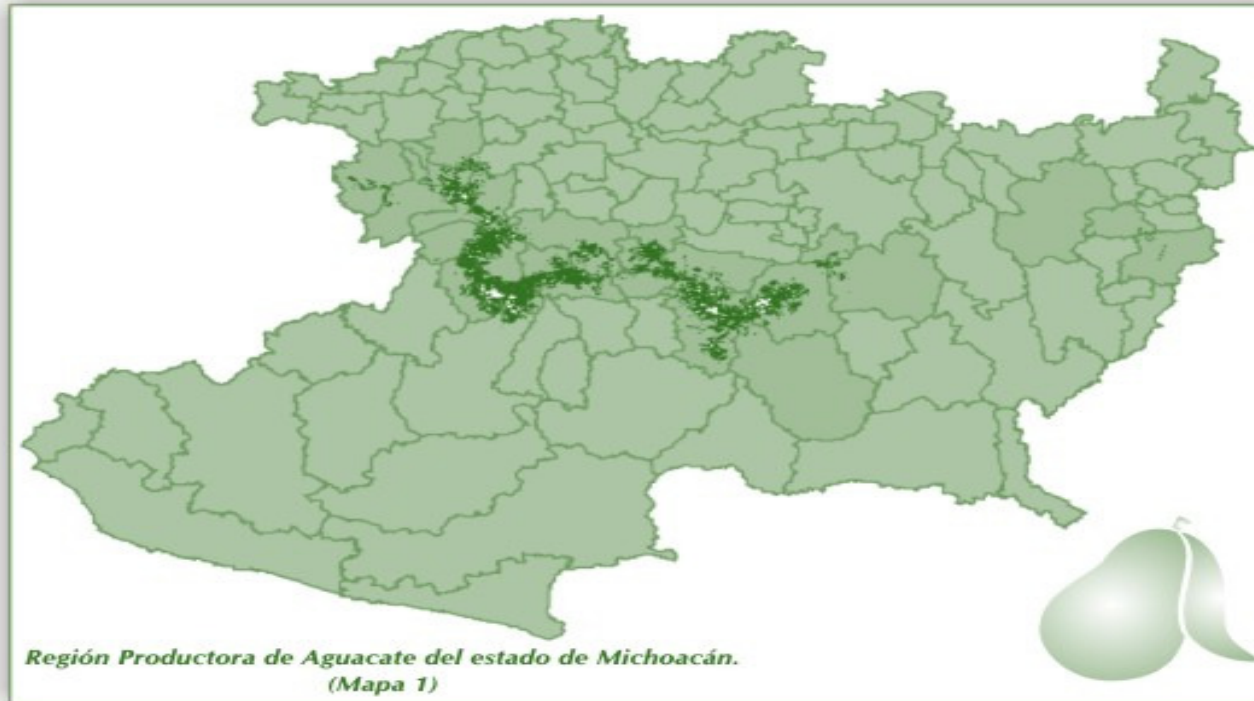 Región Productora de Aguacate del estado de Michoacán.
(Mapa 1)